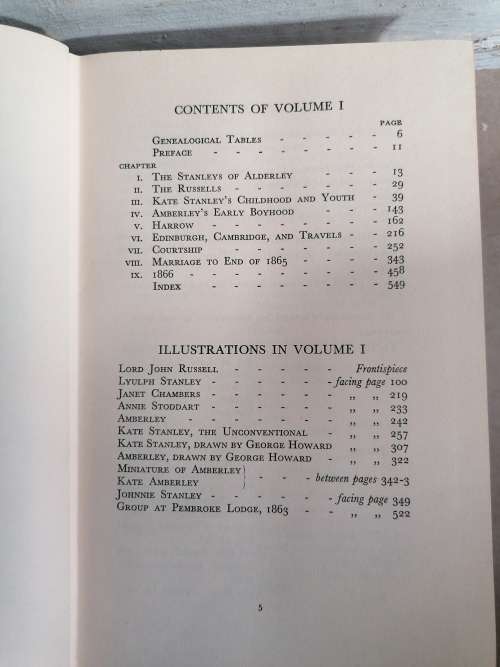 CONTENTS OF VOLUME I
PAGE
Genealogical Tables - - - - - 6
Preface - - - - - - - - 11
CHAPTER
I. The Stanleys of Alderley - - - 13
II. The Russells - - - - - - - 29
III. Kate Stanley's Childhood and Youth - 39
IV. Amberley's Early Boyhood - - - - 143
V. Harrow - - - - - - - - 162
VI. Edinburgh, Cambridge, and Travels - - 216
VII. Courtship - - - - - - - - 252
VIII. Marriage to End of 1865 - - - - 343
IX. 1866 - - - - - - - - - 458
Index - - - - - - - - 549
ILLUSTRATIONS IN VOLUME I
Lord John Russell - - - - - Frontispiece
Lyulph Stanley - - - - - - facing page 100
Janet Chambers - - - - - - „ „ 219
Annie Stoddart - - - - - - „ „ 233
Amberley - - - - - - - „ „ 242
Kate Stanley, the Unconventional - - „ „ 257
Kate Stanley, drawn by George Howard „ „ 307
Amberley, drawn by George Howard - „ „ 322
Miniature of Amberley
Kate Amberley } - - - between pages 342-3
Johnnie Stanley - - - - - - facing page 349
Group at Pembroke Lodge, 1863 - - „ „ 522
5